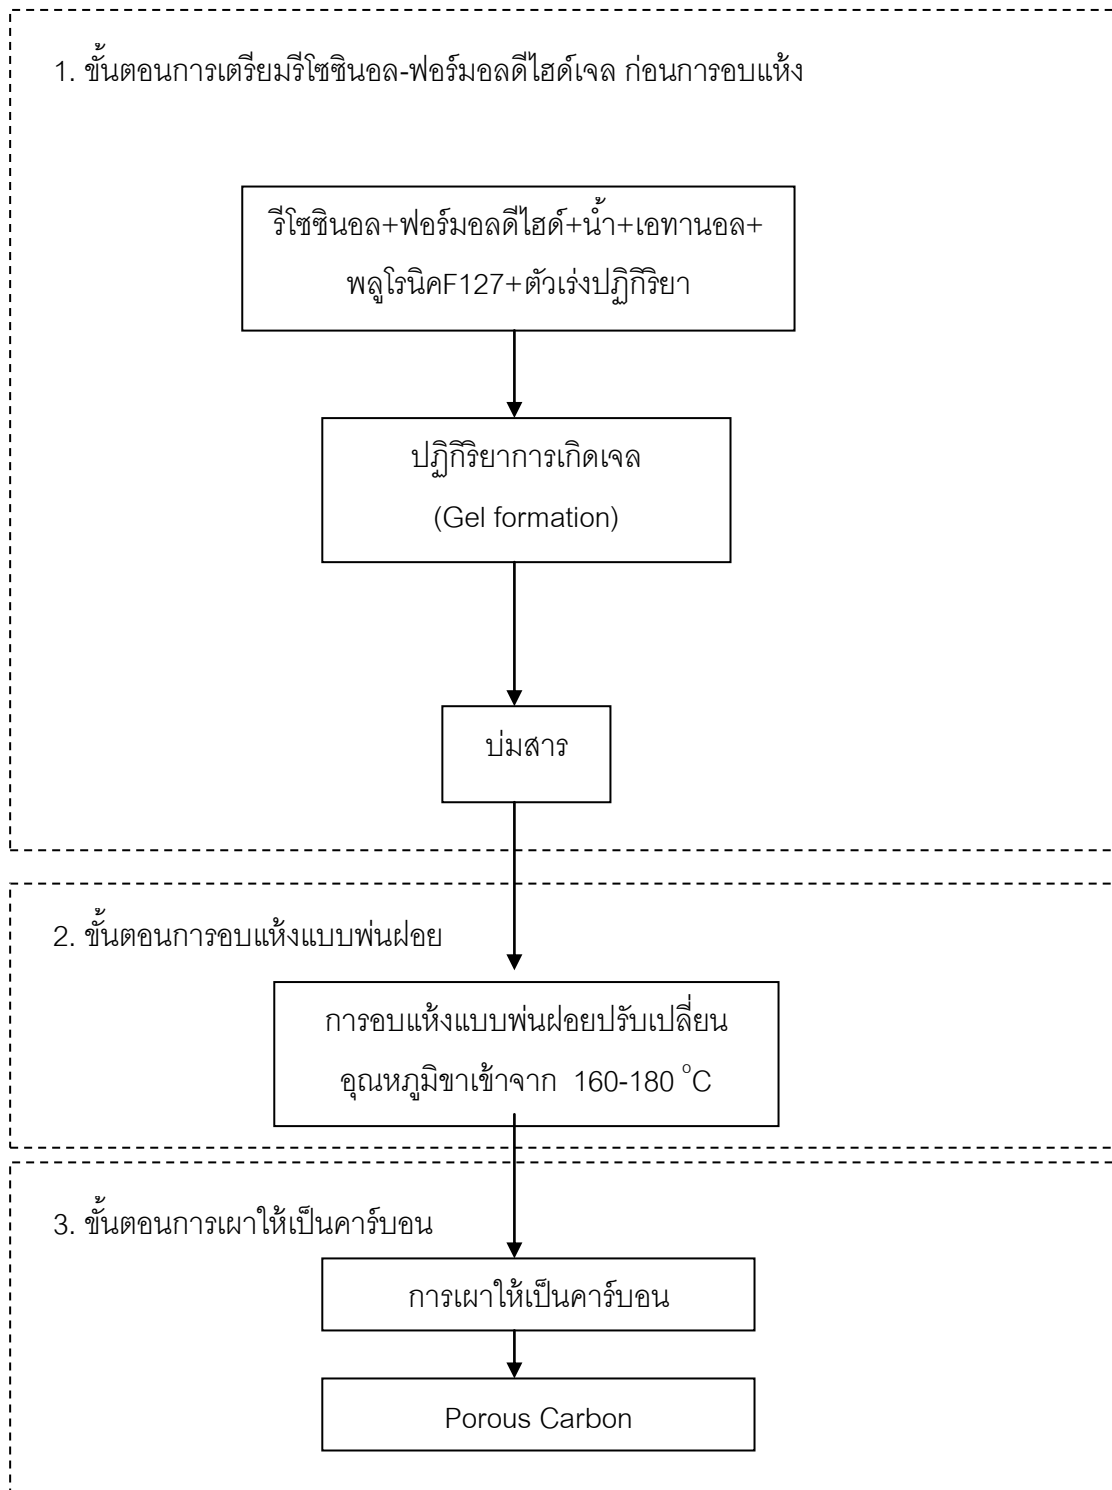 1. ขั้นตอนการเตรียมรีโซซินอล-ฟอร์มอลดีไฮด์เจล ก่อนการอบแห้ง
รีโซซินอล+ฟอร์มอลดีไฮด์+น้ำ+เอทานอล+
พลูโรนิคF127+ตัวเร่งปฏิกิริยา
ปฏิกิริยาการเกิดเจล
(Gel formation)
บ่มสาร
2. ขั้นตอนการอบแห้งแบบพ่นฝอย
การอบแห้งแบบพ่นฝอยปรับเปลี่ยน
อุณหภูมิขาเข้าจาก 160-180 °C
3. ขั้นตอนการเผาให้เป็นคาร์บอน
การเผาให้เป็นคาร์บอน
Porous Carbon